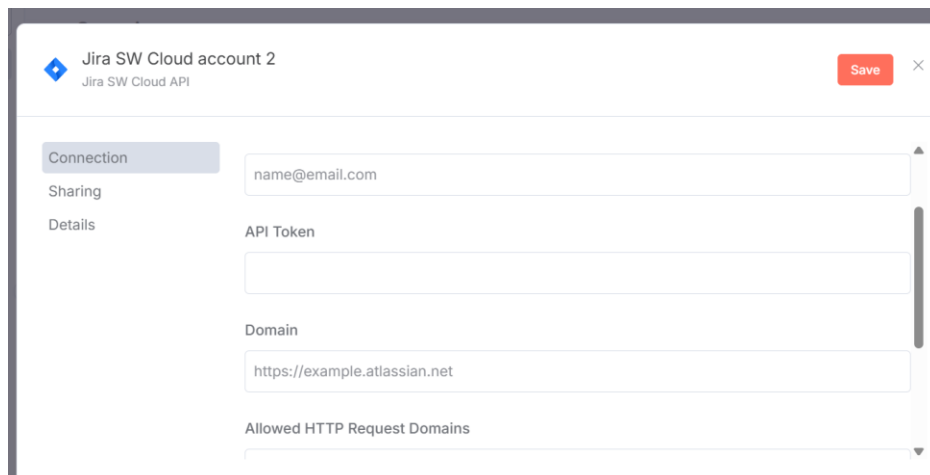 Jira SW Cloud account 2
Jira SW Cloud API
Save
Connection
Sharing
Details
name@email.com
API Token
Domain
https://example.atlassian.net
Allowed HTTP Request Domains